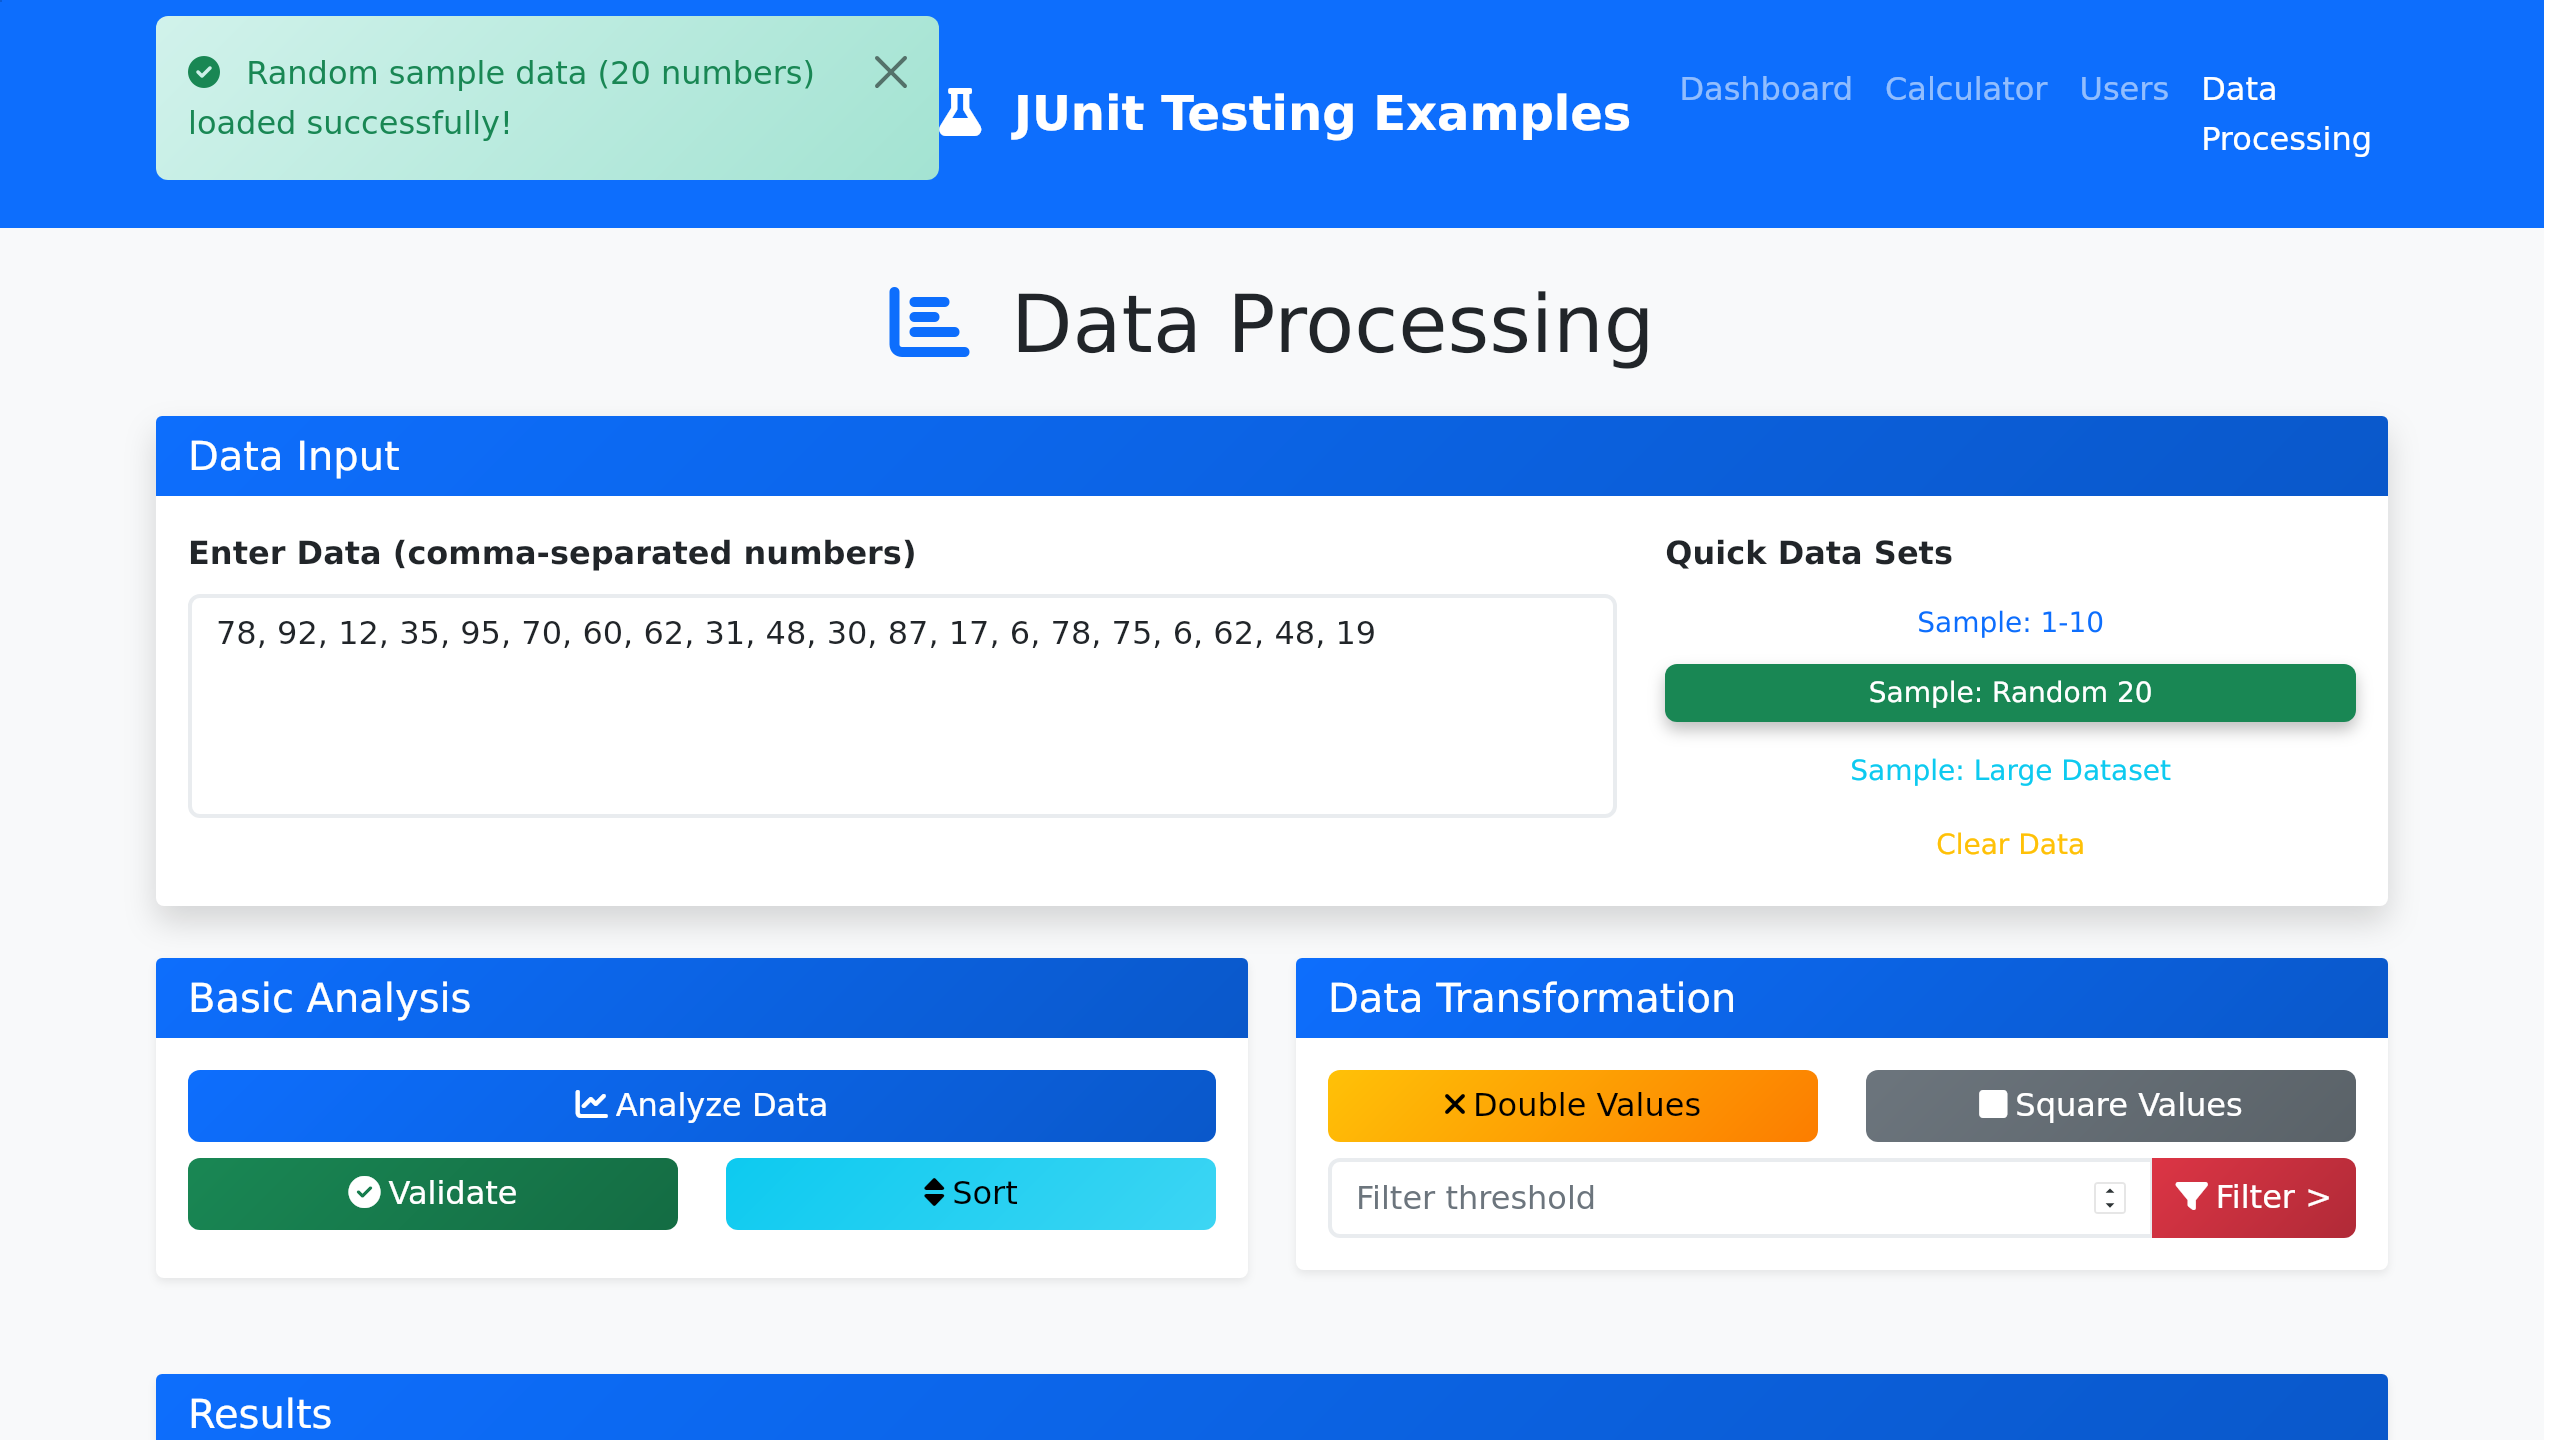 Random sample data (20 numbers)
loaded successfully!
JUnit Testing Examples
Dashboard
Calculator
Users
Data
Processing
Data Processing
Data Input
Enter Data (comma-separated numbers)
78, 92, 12, 35, 95, 70, 60, 62, 31, 48, 30, 87, 17, 6, 78, 75, 6, 62, 48, 19
Quick Data Sets
Sample: 1-10
Sample: Random 20
Sample: Large Dataset
Clear Data
Basic Analysis
Analyze Data
Validate
Sort
Data Transformation
Double Values
Square Values
Filter threshold
Filter >
Results